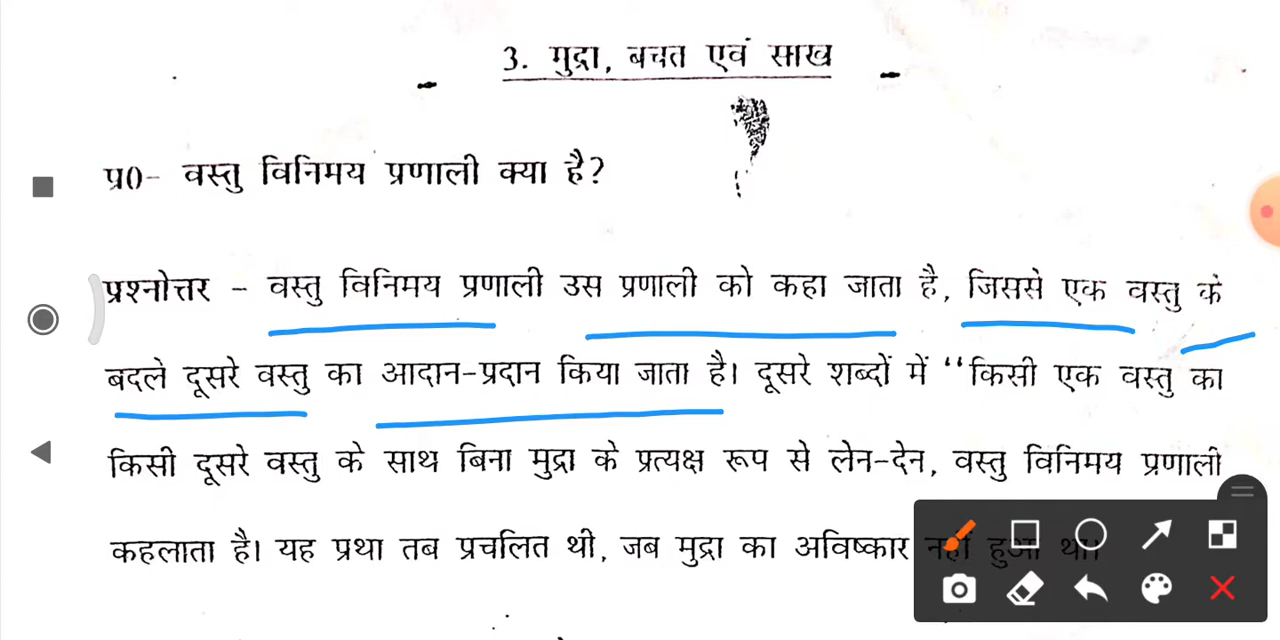 3. मुद्रा, बचत एवं साख
प्र0- वस्तु विनिमय प्रणाली क्या है?
प्रश्नोत्तर - वस्तु विनिमय प्रणाली उस प्रणाली को कहा जाता है, जिससे एक वस्तु के
बदले दूसरे वस्तु का आदान-प्रदान किया जाता है। दूसरे शब्दों में “किसी एक वस्तु का
किसी दूसरे वस्तु के साथ बिना मुद्रा के प्रत्यक्ष रूप से लेन-देन, वस्तु विनिमय प्रणाली
कहलाता है। यह प्रथा तब प्रचलित थी, जब मुद्रा का अविष्कार नहीं हुआ था।